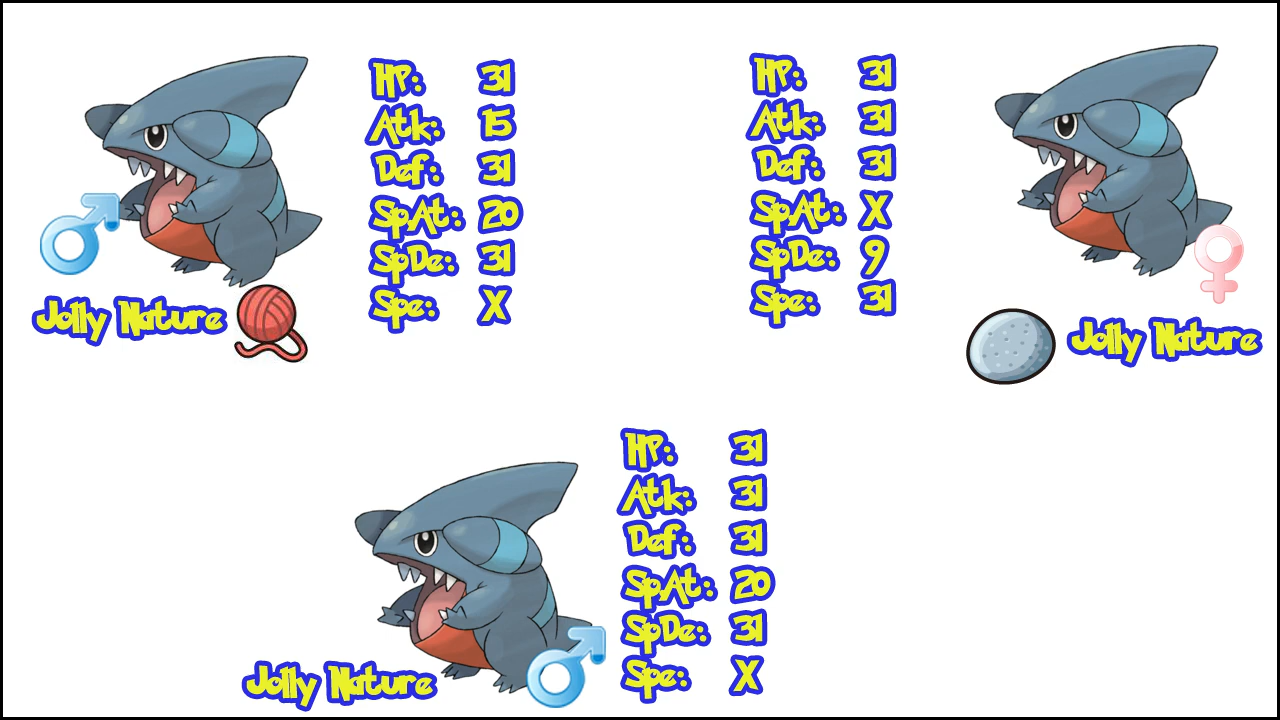 HP: 31
Atk: 15
Def: 31
SpAt: 20
SpDe: 31
Spe: X
Jolly Nature
HP: 31
Atk: 31
Def: 31
SpAt: X
SpDe: 9
Spe: 31
Jolly Nature
HP: 31
Atk: 31
Def: 31
SpAt: 20
SpDe: 31
Spe: X
Jolly Nature